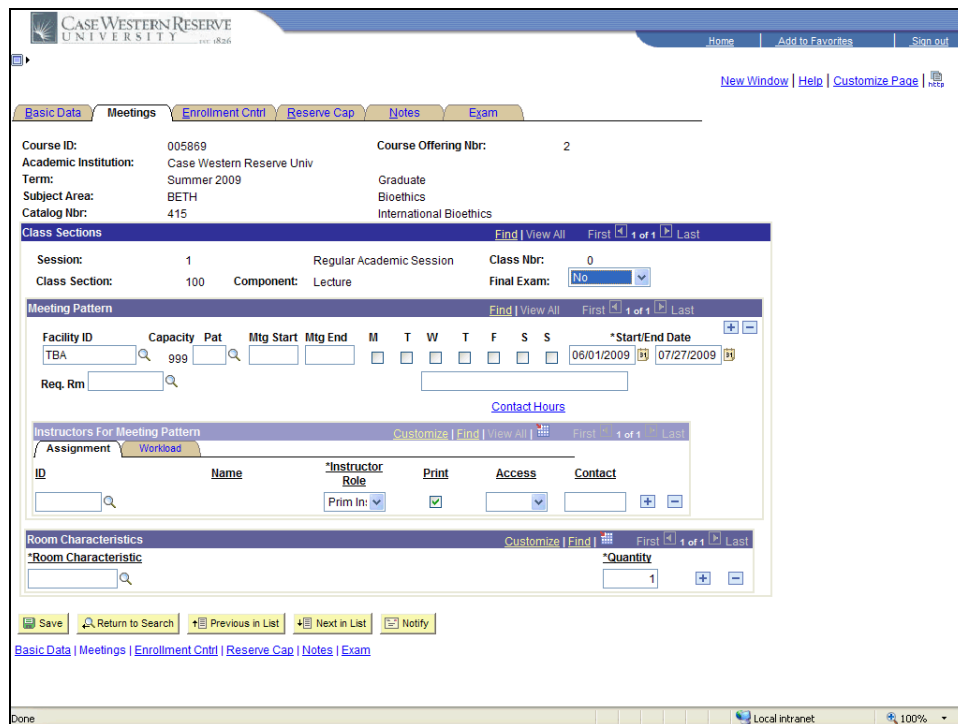 CASE WESTERN RESERVE
UNIVERSITY EST. 1826
Home Add to Favorites Sign out
New Window | Help | Customize Page | http
Basic Data Meetings Enrollment Cntrl Reserve Cap Notes Exam
Course ID: 005869 Course Offering Nbr: 2
Academic Institution: Case Western Reserve Univ
Term: Summer 2009 Graduate
Subject Area: BETH Bioethics
Catalog Nbr: 415 International Bioethics
Class Sections Find | View All First 1 of 1 Last
Session: 1 Regular Academic Session Class Nbr: 0
Class Section: 100 Component: Lecture Final Exam: No
Meeting Pattern Find | View All First 1 of 1 Last
Facility ID Capacity Pat Mtg Start Mtg End M T W T F S S *Start/End Date
TBA 999 06/01/2009 31 07/27/2009 31
Req. Rm
Contact Hours
Instructors For Meeting Pattern Customize | Find | View All | First 1 of 1 Last
Assignment Workload
ID Name *Instructor Role Print Access Contact
Prim In:
Room Characteristics Customize | Find | First 1 of 1 Last
*Room Characteristic *Quantity
1
Save Return to Search Previous in List Next in List Notify
Basic Data | Meetings | Enrollment Cntrl | Reserve Cap | Notes | Exam
Done Local intranet 100%